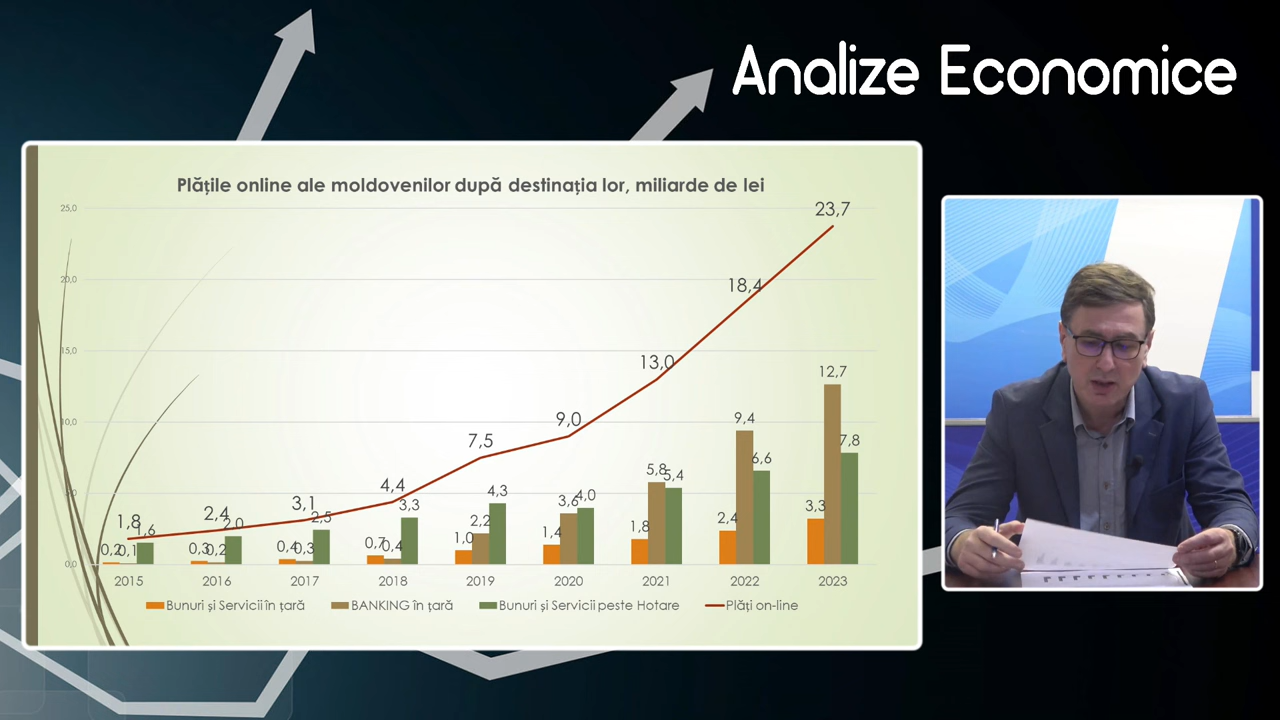 Analize Economice
Plățile online ale moldovenilor după destinația lor, miliarde de lei
25,0
20,0
15,0
10,0
5,0
0,0
1,8
2,4
3,1
4,4
7,5
9,0
13,0
18,4
23,7
0,2 0,1 1,6
0,3 0,2 2,0
0,4 0,3 2,5
0,7 0,4 3,3
1,0 2,2 4,3
1,4 3,6 4,0
1,8 5,8 5,4
2,4 9,4 6,6
3,3 12,7 7,8
2015 2016 2017 2018 2019 2020 2021 2022 2023
Bunuri și Servicii în țară BANKING în țară Bunuri și Servicii peste Hotare Plăți on-line